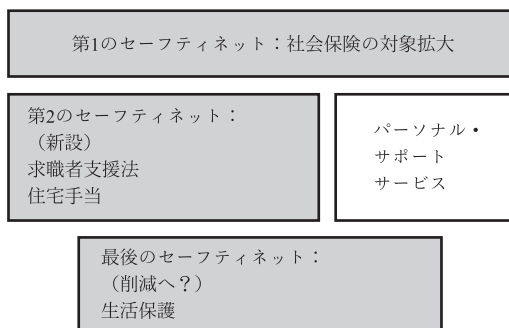 第1のセーフティネット：社会保険の対象拡大
第2のセーフティネット：
（新設）
求職者支援法
住宅手当
パーソナル・
サポート
サービス
最後のセーフティネット：
（削減へ？）
生活保護